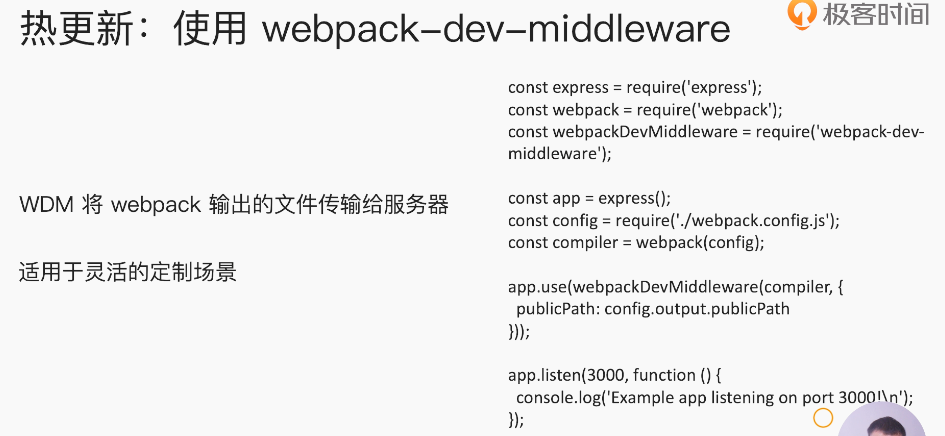 热更新：使用 webpack-dev-middleware
极客时间
WDM 将 webpack 输出的文件传输给服务器
适用于灵活的定制场景
const express = require('express');
const webpack = require('webpack');
const webpackDevMiddleware = require('webpack-dev-
middleware');
const app = express();
const config = require('./webpack.config.js');
const compiler = webpack(config);
app.use(webpackDevMiddleware(compiler, {
  publicPath: config.output.publicPath
}));
app.listen(3000, function () {
  console.log('Example app listening on port 3000!\n');
});